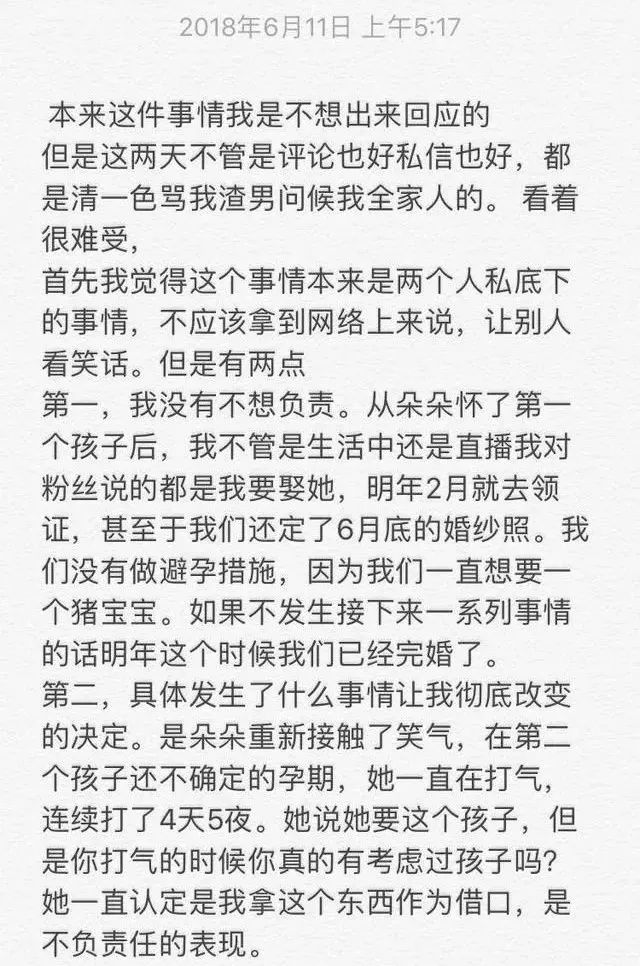 2018年6月11日 上午5:17
本来这件事情我是不想出来回应的
但是这两天不管是评论也好私信也好，都
是清一色骂我渣男问候我全家人的。 看着
很难受，
首先我觉得这个事情本来是两个人私底下
的事情，不应该拿到网络上来说，让别人
看笑话。但是有两点
第一，我没有不想负责。从朵朵怀了第一
个孩子后，我不管是生活中还是直播我对
粉丝说的都是我要娶她，明年2月就去领
证，甚至于我们还定了6月底的婚纱照。我
们没有做避孕措施，因为我们一直想要一
个猪宝宝。如果不发生接下来一系列事情
的话明年这个时候我们已经完婚了。
第二，具体发生了什么事情让我彻底改变
的决定。是朵朵重新接触了笑气，在第二
个孩子还不确定的孕期，她一直在打气，
连续打了4天5夜。她说她要这个孩子，但
是你打气的时候你真的有考虑过孩子吗？
她一直认定是我拿这个东西作为借口，是
不负责任的表现。